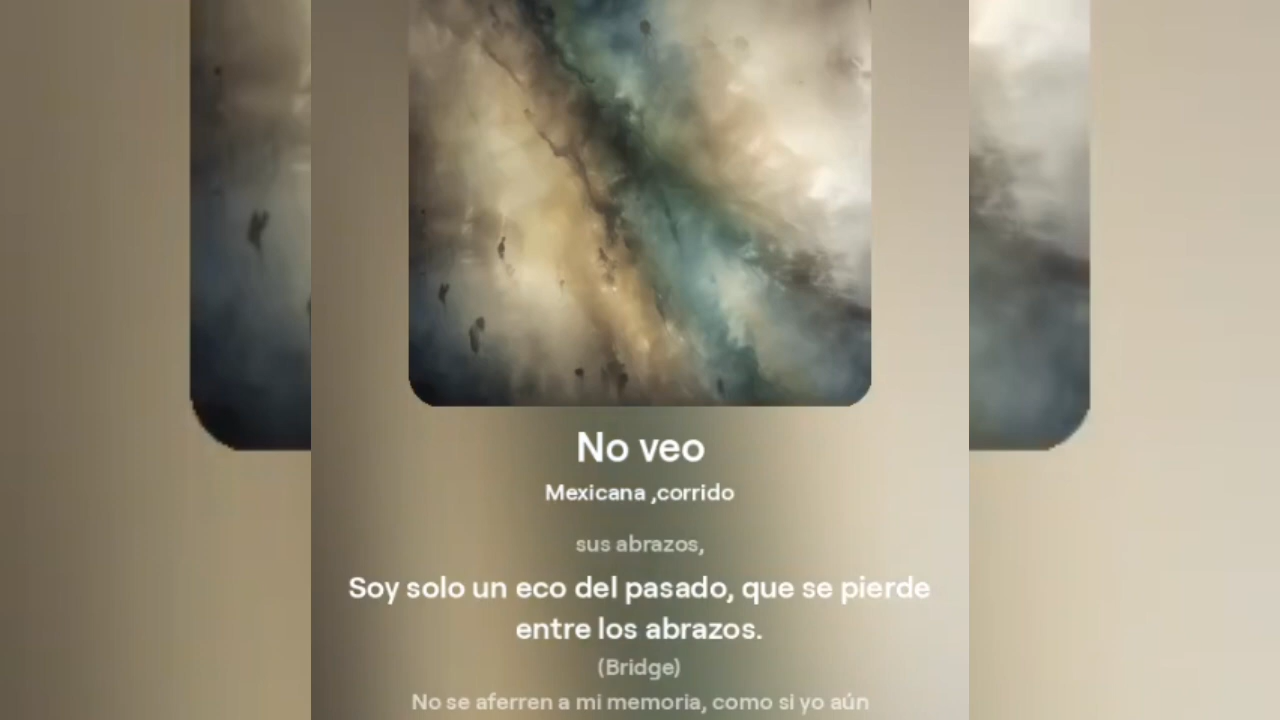 No veo
Mexicana ,corrido
sus abrazos,
Soy solo un eco del pasado, que se pierde
entre los abrazos.
(Bridge)
No se aferren a mi memoria, como si yo aún